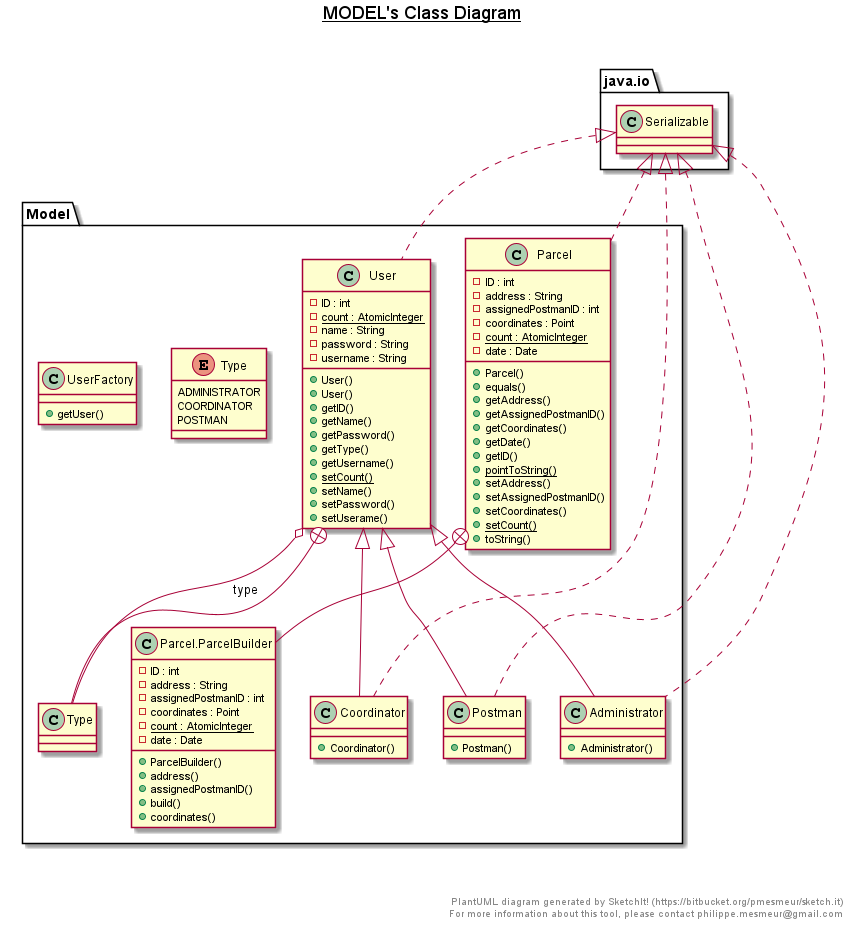 MODEL's Class Diagram
java.io
C Serializable
Model
C User
ID : int
count : AtomicInteger
name : String
password : String
username : String
User()
User()
getID()
getName()
getPassword()
getType()
getUsername()
setCount()
setName()
setPassword()
setUserame()
C Parcel
ID : int
address : String
assignedPostmanID : int
coordinates : Point
count : AtomicInteger
date : Date
Parcel()
equals()
getAddress()
getAssignedPostmanID()
getCoordinates()
getDate()
getID()
pointToString()
setAddress()
setAssignedPostmanID()
setCoordinates()
setCount()
toString()
C UserFactory
getUser()
E Type
ADMINISTRATOR
COORDINATOR
POSTMAN
type
C Type
C Parcel.ParcelBuilder
ID : int
address : String
assignedPostmanID : int
coordinates : Point
count : AtomicInteger
date : Date
ParcelBuilder()
address()
assignedPostmanID()
build()
coordinates()
C Coordinator
Coordinator()
C Postman
Postman()
C Administrator
Administrator()
PlantUML diagram generated by SketchIt! (https://bitbucket.org/pmesmeur/sketch.it)
For more information about this tool, please contact philippe.mesmeur@gmail.com